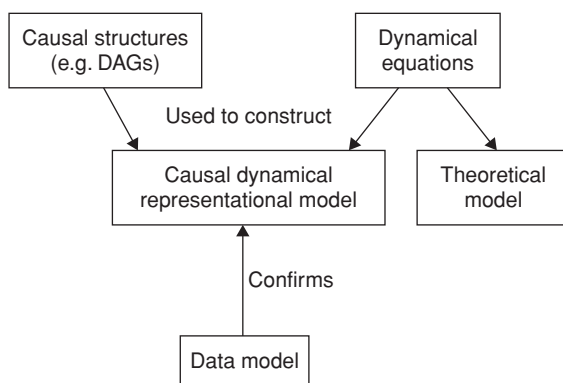 Causal structures
(e.g. DAGs)
Dynamical
equations
Used to construct
Causal dynamical
representational model
Theoretical
model
Confirms
Data model